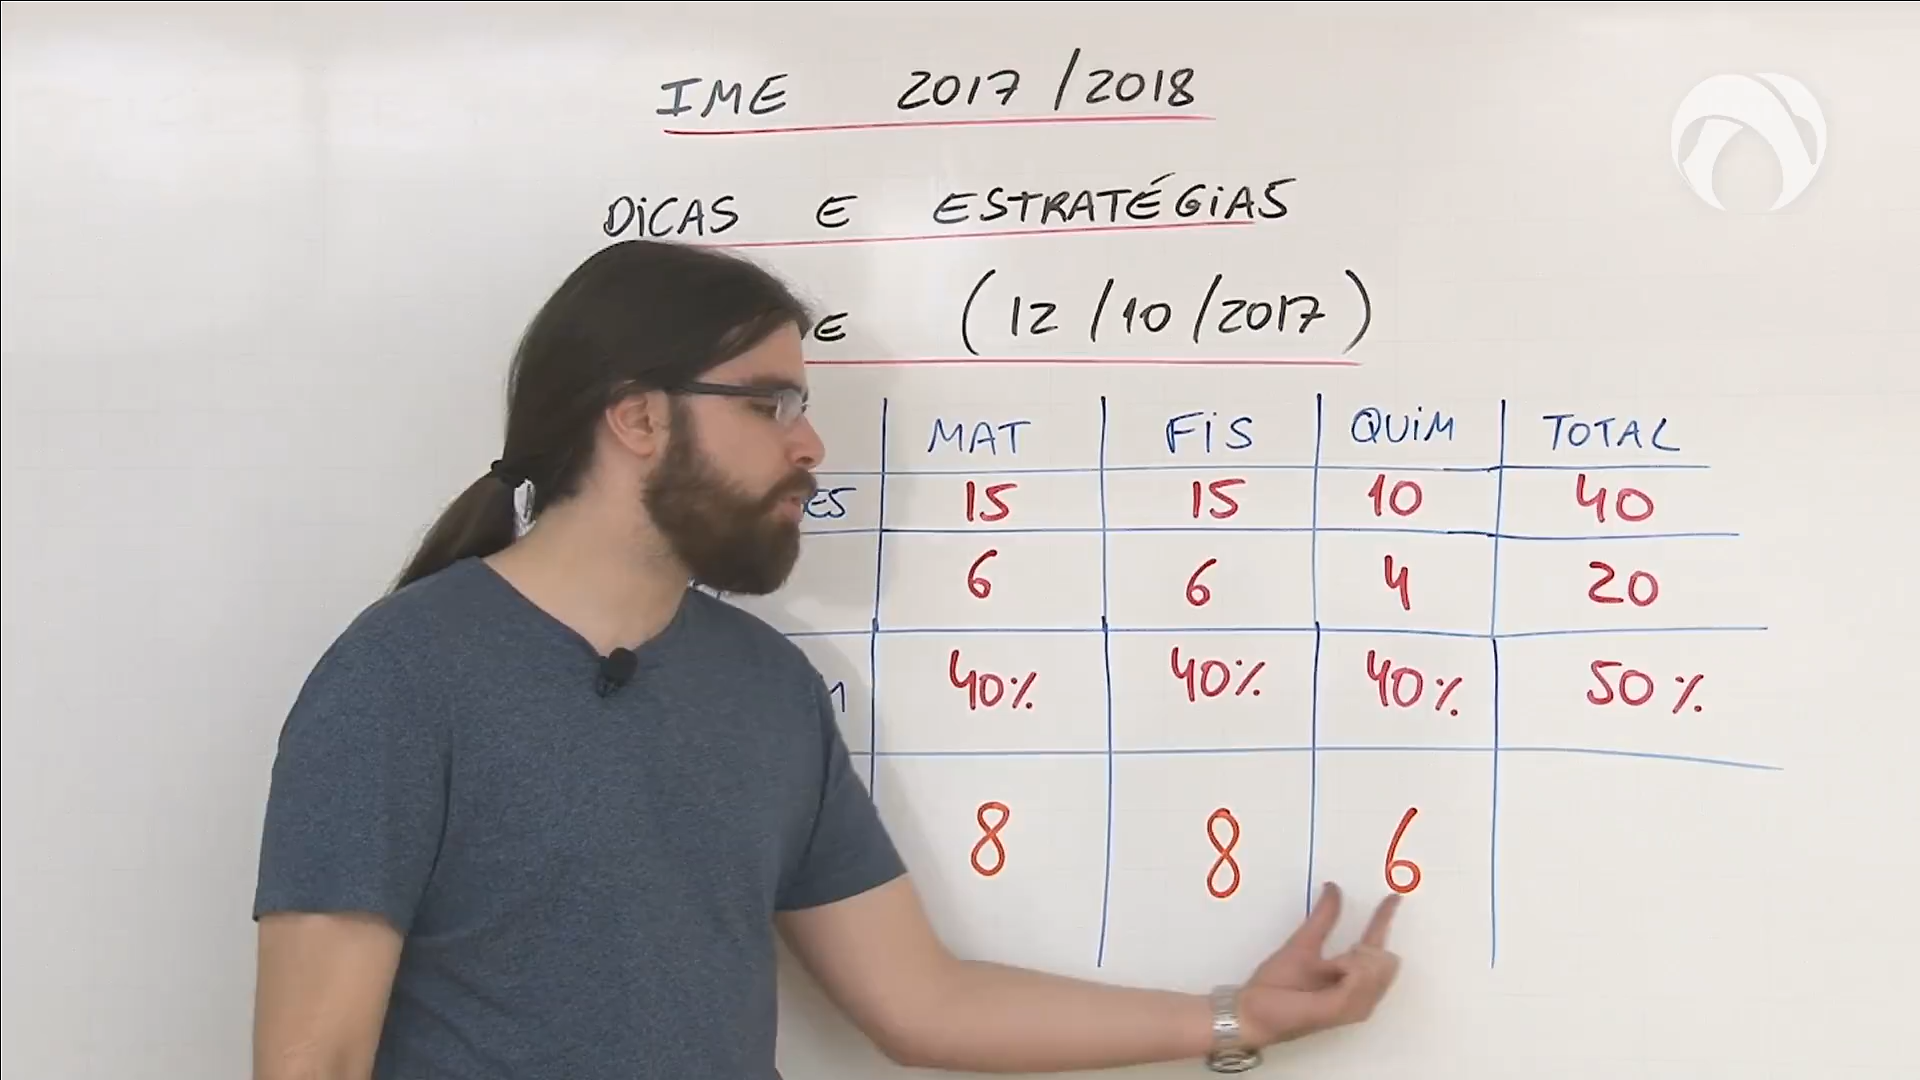 IME 2017/2018
DICAS E ESTRATÉGIAS
E (12/10/2017)
MAT FIS QUIM TOTAL
ES 15 15 10 40
6 6 4 20
M 40% 40% 40% 50%
8 8 6